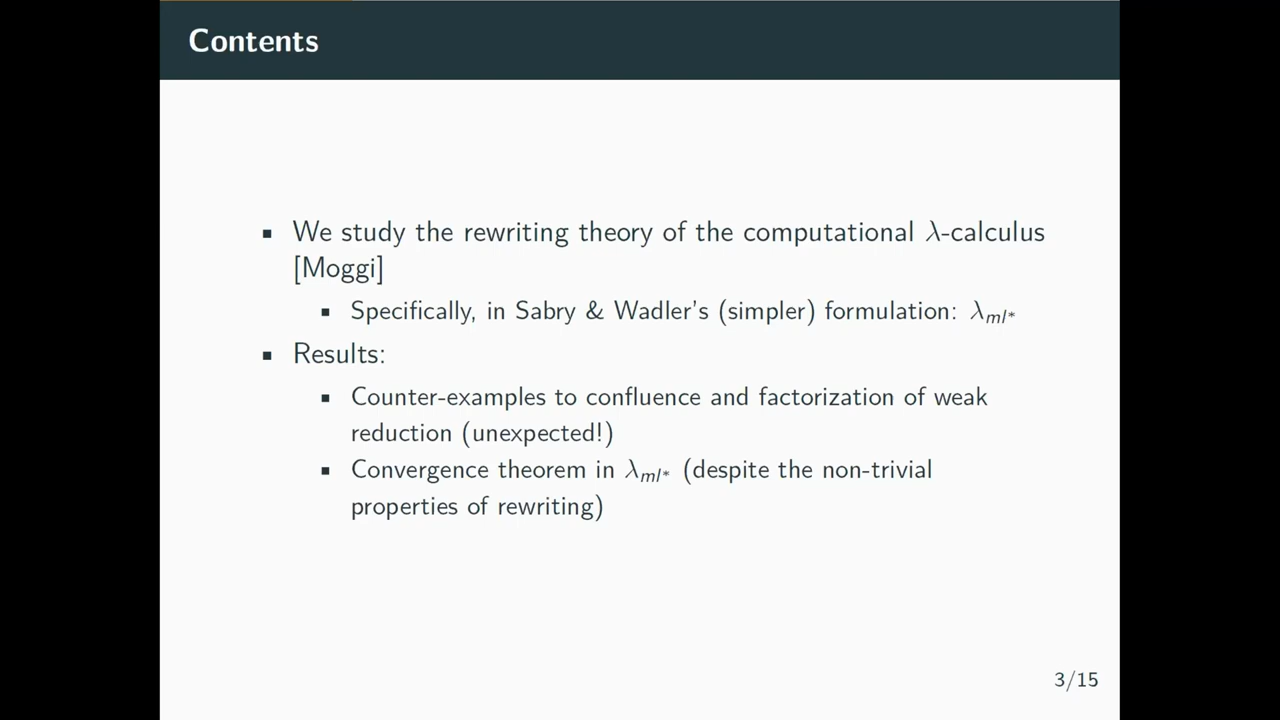 Contents
▪ We study the rewriting theory of the computational λ-calculus
[Moggi]
▪ Specifically, in Sabry & Wadler's (simpler) formulation: λml*
▪ Results:
▪ Counter-examples to confluence and factorization of weak
reduction (unexpected!)
▪ Convergence theorem in λml* (despite the non-trivial
properties of rewriting)
3/15